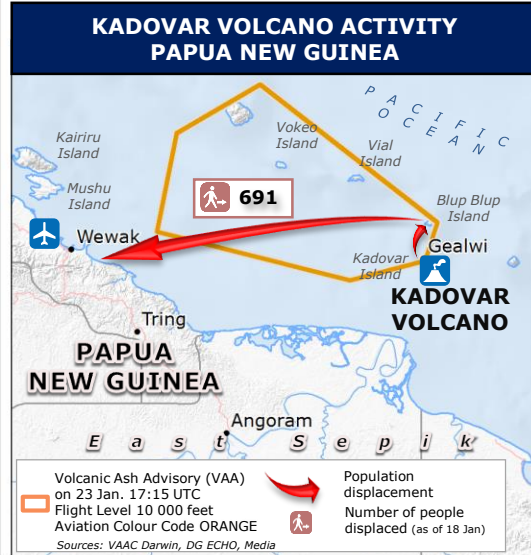 KADOVAR VOLCANO ACTIVITY
PAPUA NEW GUINEA
PACIFIC
OCEAN
Kairiru
Island
Vokeo
Island
Vial
Island
Mushu
Island
691
Blup Blup
Island
Wewak
Gealwi
Kadovar
Island
KADOVAR
VOLCANO
Tring
PAPUA
NEW GUINEA
Angoram
East Sepik
Volcanic Ash Advisory (VAA)
on 23 Jan. 17:15 UTC
Flight Level 10 000 feet
Aviation Colour Code ORANGE
Population
displacement
Number of people
displaced (as of 18 Jan)
Sources: VAAC Darwin, DG ECHO, Media